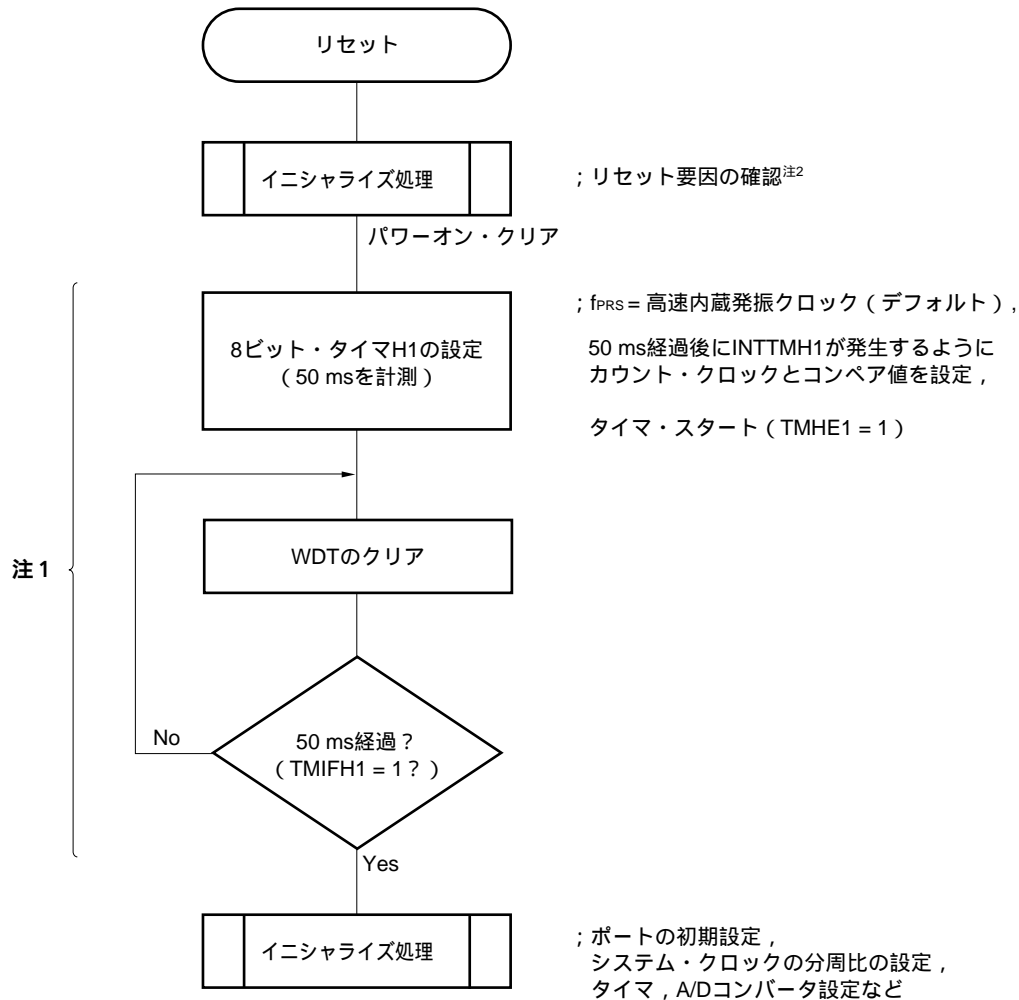 リセット
イニシャライズ処理
；リセット要因の確認注2
パワーオン・クリア
8ビット・タイマH1の設定
（50 msを計測）
；fPRS = 高速内蔵発振クロック（デフォルト），
50 ms経過後にINTTMH1が発生するように
カウント・クロックとコンペア値を設定，
タイマ・スタート（TMHE1 = 1）
注1
WDTのクリア
No
50 ms経過？
（TMIFH1 = 1？）
Yes
イニシャライズ処理
；ポートの初期設定，
システム・クロックの分周比の設定，
タイマ，A/Dコンバータ設定など